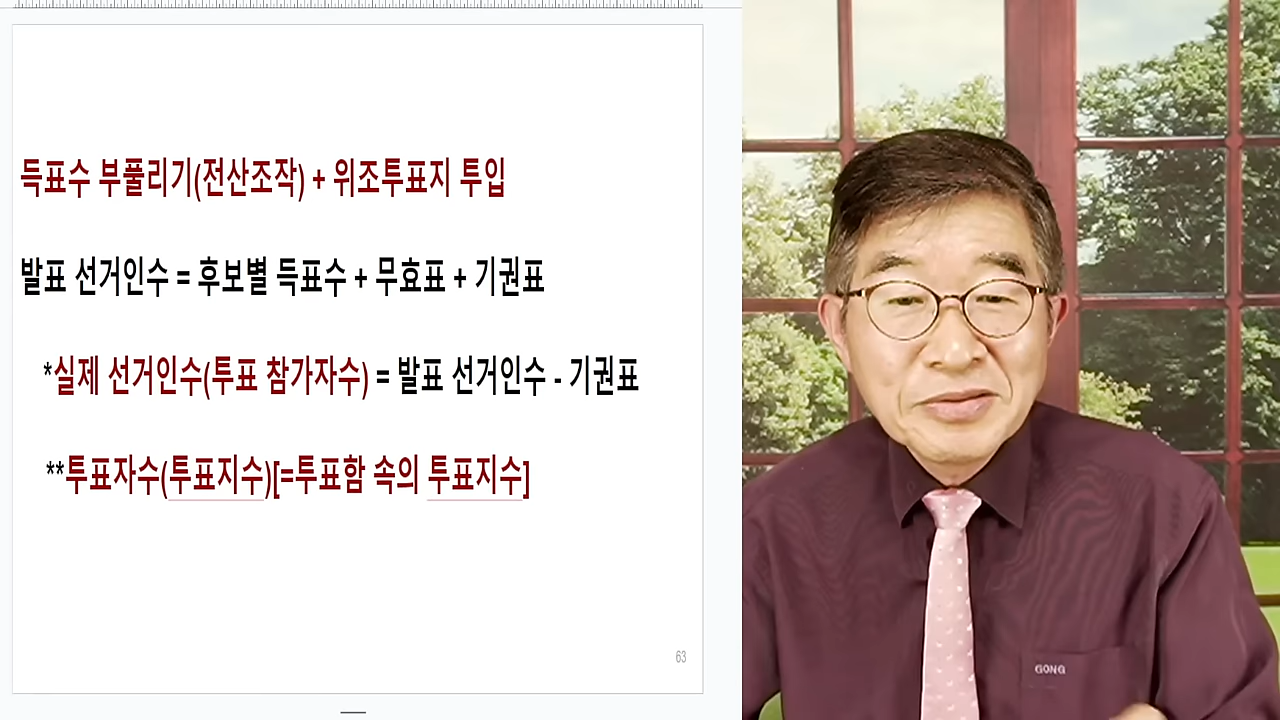 득표수 부풀리기(전산조작) + 위조투표지 투입
발표 선거인수 = 후보별 득표수 + 무효표 + 기권표
*실제 선거인수(투표 참가자수) = 발표 선거인수 - 기권표
**투표자수(투표지수)[=투표함 속의 투표지수]
63
GONG